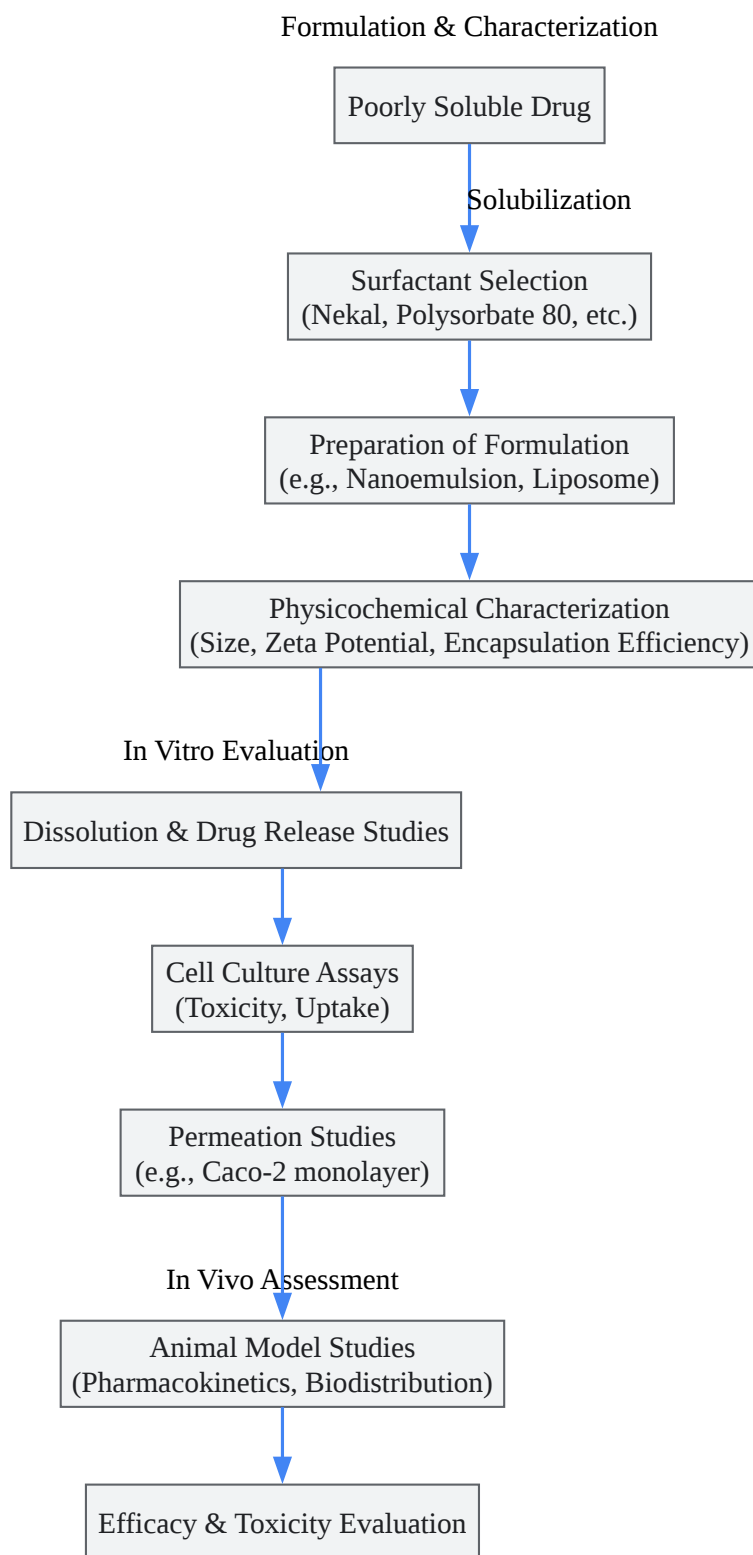 Formulation & Characterization
Poorly Soluble Drug
Solubilization
Surfactant Selection
(Nekal, Polysorbate 80, etc.)
Preparation of Formulation
(e.g., Nanoemulsion, Liposome)
Physicochemical Characterization
(Size, Zeta Potential, Encapsulation Efficiency)
In Vitro Evaluation
Dissolution & Drug Release Studies
Cell Culture Assays
(Toxicity, Uptake)
Permeation Studies
(e.g., Caco-2 monolayer)
In Vivo Assessment
Animal Model Studies
(Pharmacokinetics, Biodistribution)
Efficacy & Toxicity Evaluation